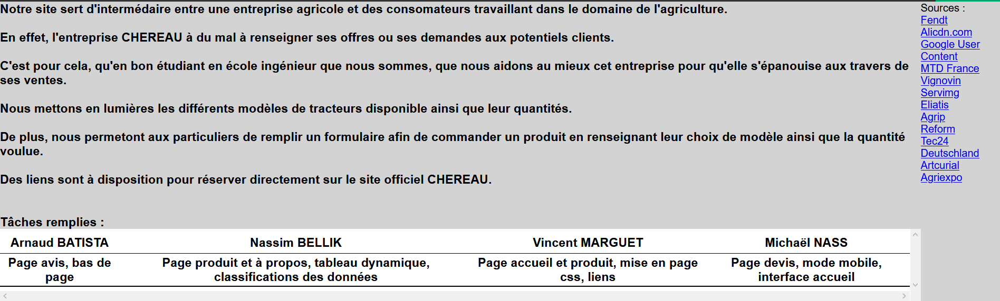 Notre site sert d'intermédaire entre une entreprise agricole et des consomateurs travaillant dans le domaine de l'agriculture.
En effet, l'entreprise CHEREAU à du mal à renseigner ses offres ou ses demandes aux potentiels clients.
C'est pour cela, qu'en bon étudiant en école ingénieur que nous sommes, que nous aidons au mieux cet entreprise pour qu'elle s'épanouise aux travers de
ses ventes.
Nous mettons en lumières les différents modèles de tracteurs disponible ainsi que leur quantités.
De plus, nous permetont aux particuliers de remplir un formulaire afin de commander un produit en renseignant leur choix de modèle ainsi que la quantité
voulue.
Des liens sont à disposition pour réserver directement sur le site officiel CHEREAU.
Tâches remplies :
Arnaud BATISTA Nassim BELLIK Vincent MARGUET Michaël NASS
Page avis, bas de Page produit et à propos, tableau dynamique, Page accueil et produit, mise en page Page devis, mode mobile,
page classifications des données css, liens interface accueil
Sources :
Fendt
Alicdn.com
Google User
Content
MTD France
Vignovin
Servimg
Eliatis
Agrip
Reform
Tec24
Deutschland
Artcurial
Agriexpo